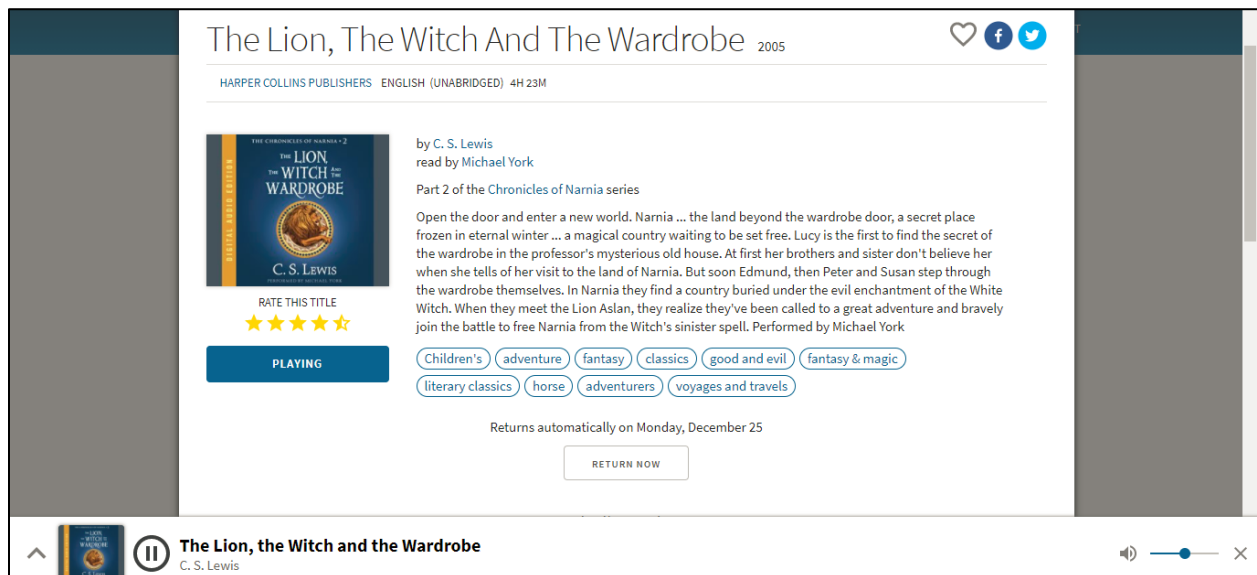 The Lion, The Witch And The Wardrobe 2005
HARPER COLLINS PUBLISHERS ENGLISH (UNABRIDGED) 4H 23M
THE CHRONICLES OF NARNIA • 2
THE LION,
THE WITCH AND THE
WARDROBE
DIGITAL AUDIO EDITION
C. S. LEWIS
PERFORMED BY MICHAEL YORK
RATE THIS TITLE
PLAYING
by C. S. Lewis
read by Michael York
Part 2 of the Chronicles of Narnia series
Open the door and enter a new world. Narnia ... the land beyond the wardrobe door, a secret place
frozen in eternal winter ... a magical country waiting to be set free. Lucy is the first to find the secret of
the wardrobe in the professor's mysterious old house. At first her brothers and sister don't believe her
when she tells of her visit to the land of Narnia. But soon Edmund, then Peter and Susan step through
the wardrobe themselves. In Narnia they find a country buried under the evil enchantment of the White
Witch. When they meet the Lion Aslan, they realize they've been called to a great adventure and bravely
join the battle to free Narnia from the Witch's sinister spell. Performed by Michael York
Children's adventure fantasy classics good and evil fantasy & magic
literary classics horse adventurers voyages and travels
Returns automatically on Monday, December 25
RETURN NOW
The Lion, the Witch and the Wardrobe
C. S. Lewis